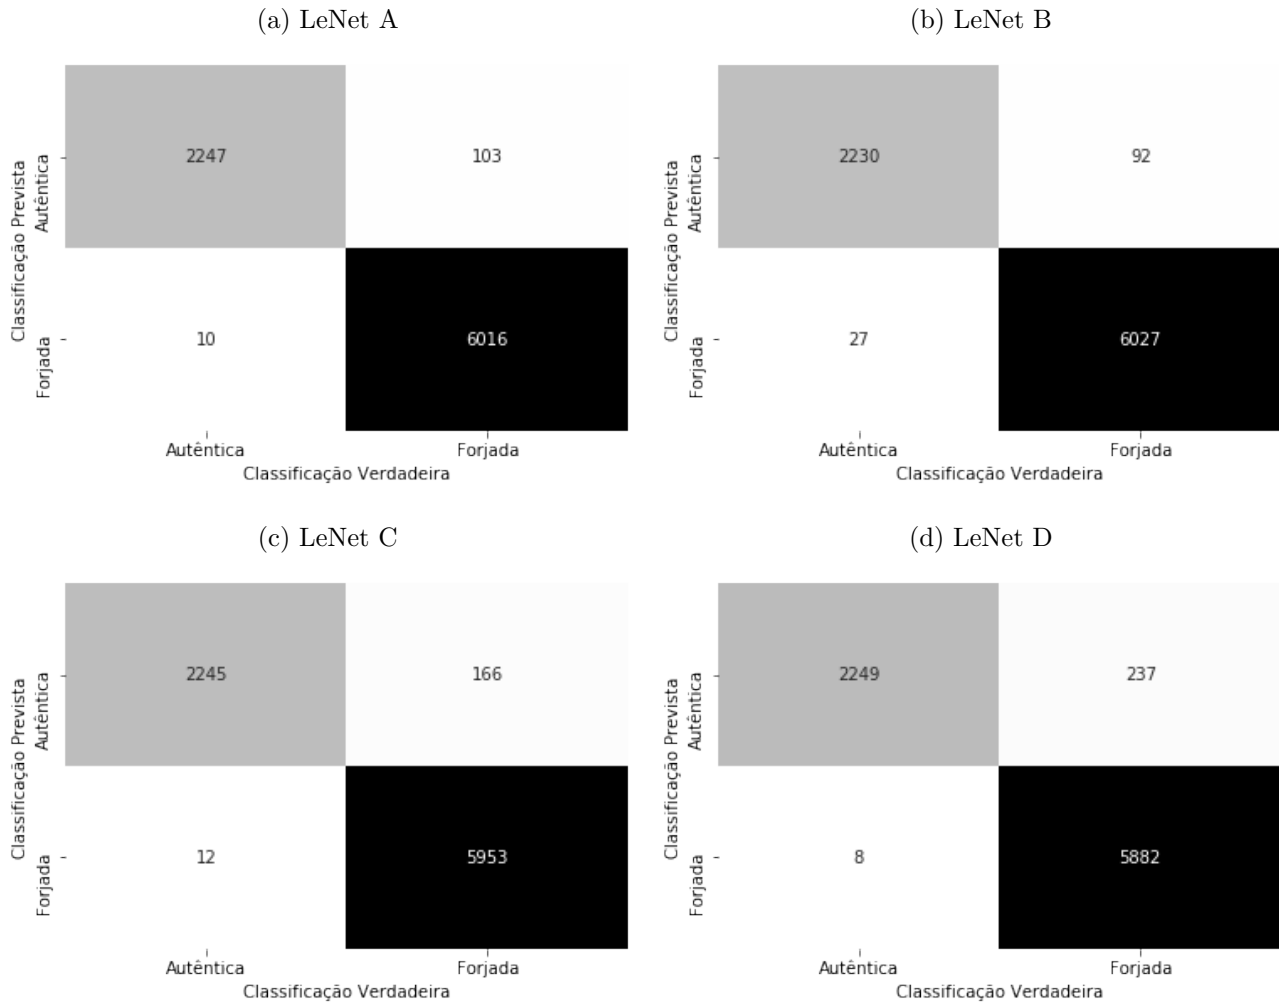 (a) LeNet A
Classificação Prevista
Autêntica
Forjada
2247
103
10
6016
Autêntica
Forjada
Classificação Verdadeira
(b) LeNet B
Classificação Prevista
Autêntica
Forjada
2230
92
27
6027
Autêntica
Forjada
Classificação Verdadeira
(c) LeNet C
Classificação Prevista
Autêntica
Forjada
2245
166
12
5953
Autêntica
Forjada
Classificação Verdadeira
(d) LeNet D
Classificação Prevista
Autêntica
Forjada
2249
237
8
5882
Autêntica
Forjada
Classificação Verdadeira